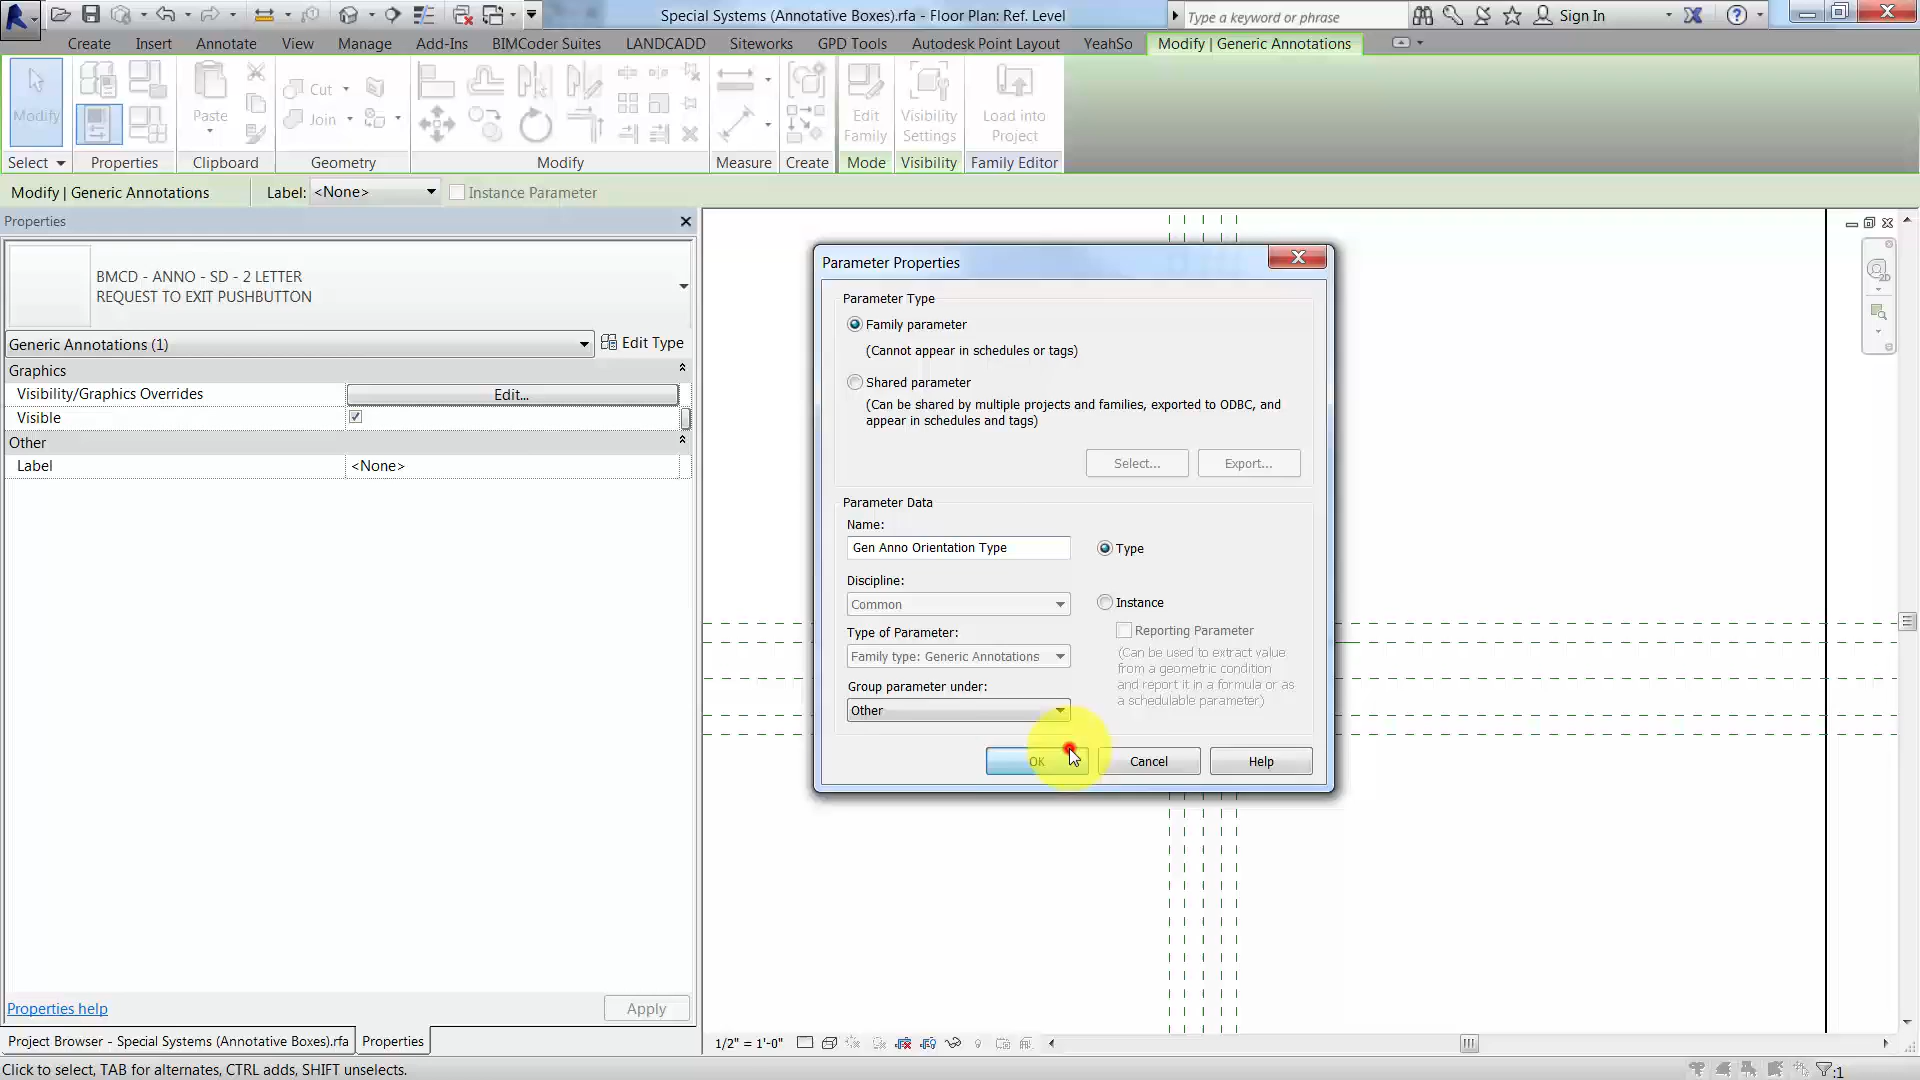 Special Systems (Annotative Boxes).rfa - Floor Plan: Ref. Level
Type a keyword or phrase
Sign In
Create Insert Annotate View Manage Add-Ins BIMCoder Suites LANDCADD Siteworks GPD Tools Autodesk Point Layout YeahSo Modify | Generic Annotations
Modify
Paste
Cut
Join
Edit
Family
Visibility
Settings
Load into
Project
Select Properties Clipboard Geometry Modify Measure Create Mode Visibility Family Editor
Modify | Generic Annotations Label: <None> Instance Parameter
Properties
BMCD - ANNO - SD - 2 LETTER
REQUEST TO EXIT PUSHBUTTON
Generic Annotations (1) Edit Type
Graphics
Visibility/Graphics Overrides Edit...
Visible
Other
Label <None>
Properties help Apply
Project Browser - Special Systems (Annotative Boxes).rfa Properties
Parameter Properties
Parameter Type
Family parameter
(Cannot appear in schedules or tags)
Shared parameter
(Can be shared by multiple projects and families, exported to ODBC, and
appear in schedules and tags)
Select... Export...
Parameter Data
Name:
Gen Anno Orientation Type
Type
Discipline:
Common
Instance
Type of Parameter:
Reporting Parameter
Family type: Generic Annotations
(Can be used to extract value
from a geometric condition
and report it in a formula or as
a schedulable parameter)
Group parameter under:
Other
OK Cancel Help
2D
1/2" = 1'-0"
Click to select, TAB for alternates, CTRL adds, SHIFT unselects.
:1